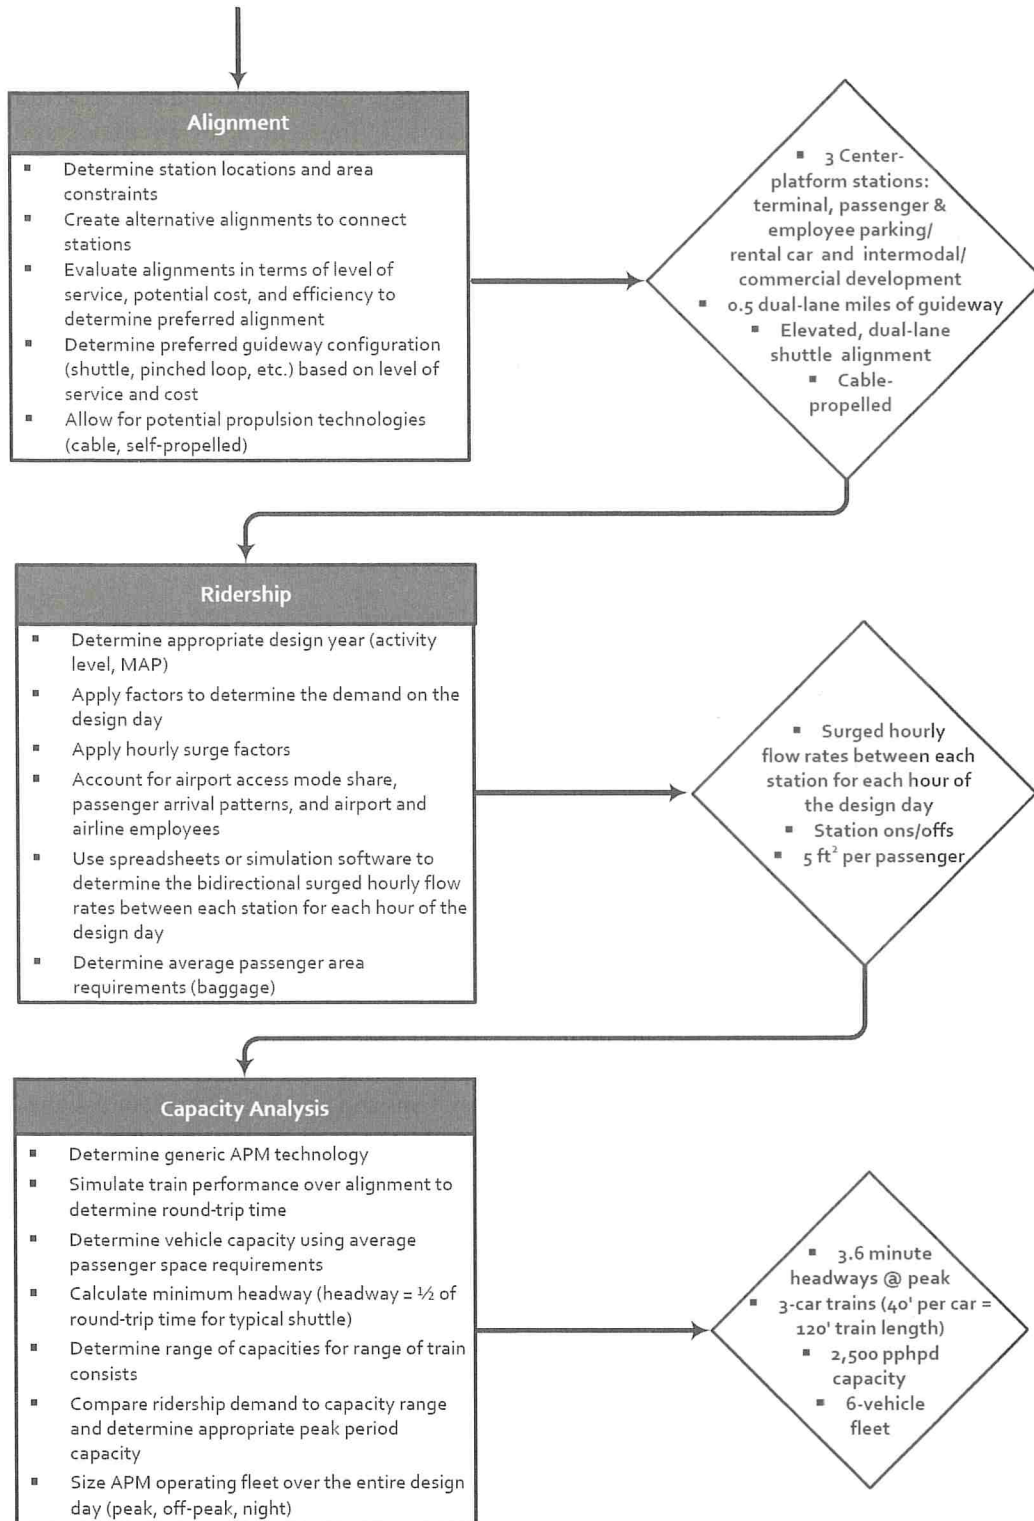 Alignment
▪ Determine station locations and area
constraints
▪ Create alternative alignments to connect
stations
▪ Evaluate alignments in terms of level of
service, potential cost, and efficiency to
determine preferred alignment
▪ Determine preferred guideway configuration
(shuttle, pinched loop, etc.) based on level of
service and cost
▪ Allow for potential propulsion technologies
(cable, self-propelled)
▪ 3 Center-
platform stations:
terminal, passenger &
employee parking/
rental car and intermodal/
commercial development
▪ 0.5 dual-lane miles of guideway
▪ Elevated, dual-lane
shuttle alignment
▪ Cable-
propelled
Ridership
▪ Determine appropriate design year (activity
level, MAP)
▪ Apply factors to determine the demand on the
design day
▪ Apply hourly surge factors
▪ Account for airport access mode share,
passenger arrival patterns, and airport and
airline employees
▪ Use spreadsheets or simulation software to
determine the bidirectional surged hourly flow
rates between each station for each hour of the
design day
▪ Determine average passenger area
requirements (baggage)
▪ Surged hourly
flow rates between each
station for each hour of
the design day
▪ Station ons/offs
▪ 5 ft² per passenger
Capacity Analysis
▪ Determine generic APM technology
▪ Simulate train performance over alignment to
determine round-trip time
▪ Determine vehicle capacity using average
passenger space requirements
▪ Calculate minimum headway (headway = ½ of
round-trip time for typical shuttle)
▪ Determine range of capacities for range of train
consists
▪ Compare ridership demand to capacity range
and determine appropriate peak period
capacity
▪ Size APM operating fleet over the entire design
day (peak, off-peak, night)
▪ 3.6 minute
headways @ peak
▪ 3-car trains (40' per car =
120' train length)
▪ 2,500 pphpd
capacity
▪ 6-vehicle
fleet